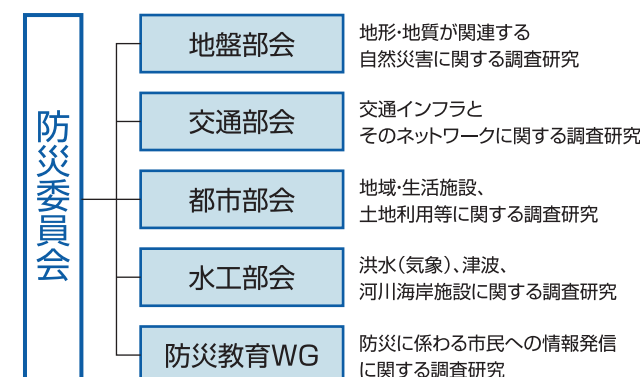 防災委員会
地盤部会
地形・地質が関連する
自然災害に関する調査研究
交通部会
交通インフラと
そのネットワークに関する調査研究
都市部会
地域・生活施設、
土地利用等に関する調査研究
水工部会
洪水（気象）、津波、
河川海岸施設に関する調査研究
防災教育WG
防災に係わる市民への情報発信
に関する調査研究